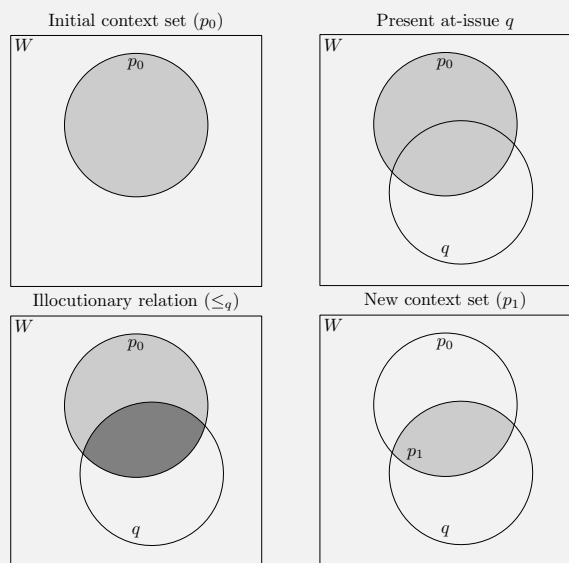 Initial context set (p₀)
W
p₀
Present at-issue q
W
p₀
q
Illocutionary relation (≤q)
W
p₀
q
New context set (p₁)
W
p₀
p₁
q